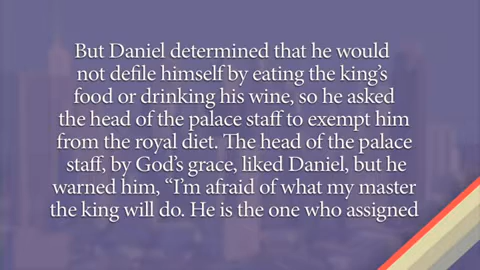 But Daniel determined that he would
not defile himself by eating the king’s
food or drinking his wine, so he asked
the head of the palace staff to exempt him
from the royal diet. The head of the palace
staff, by God’s grace, liked Daniel, but he
warned him, “I’m afraid of what my master
the king will do. He is the one who assigned